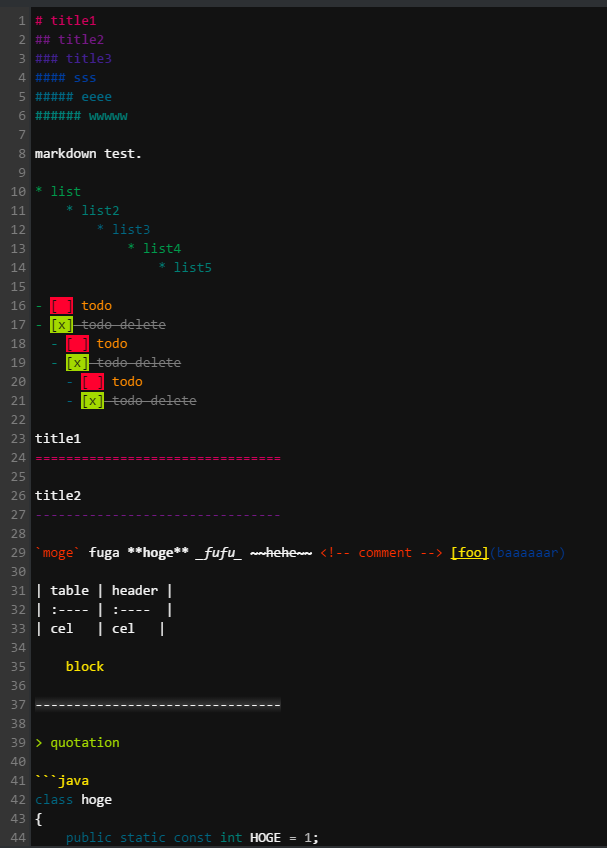 1 # title1
2 ## title2
3 ### title3
4 #### sss
5 ##### eeee
6 ###### wwwww
7
8 markdown test.
9
10 * list
11     * list2
12         * list3
13             * list4
14                 * list5
15
16 - [ ] todo
17 - [x] todo delete
18   - [ ] todo
19   - [x] todo delete
20     - [ ] todo
21     - [x] todo delete
22
23 title1
24 ================================
25
26 title2
27 --------------------------------
28
29 `moge` fuga **hoge** _fufu_ ~~hehe~~ <!-- comment --> [foo](baaaaaar)
30
31 | table | header |
32 | :---- | :----  |
33 | cel   | cel   |
34
35     block
36
37 --------------------------------
38
39 > quotation
40
41 ```java
42 class hoge
43 {
44     public static const int HOGE = 1;